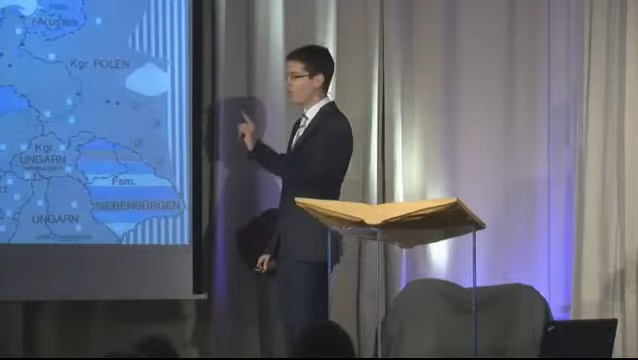 Kgr. POLEN
Kgr.
UNGARN
Fsm.
SIEBENBÜRGEN
UNGARN